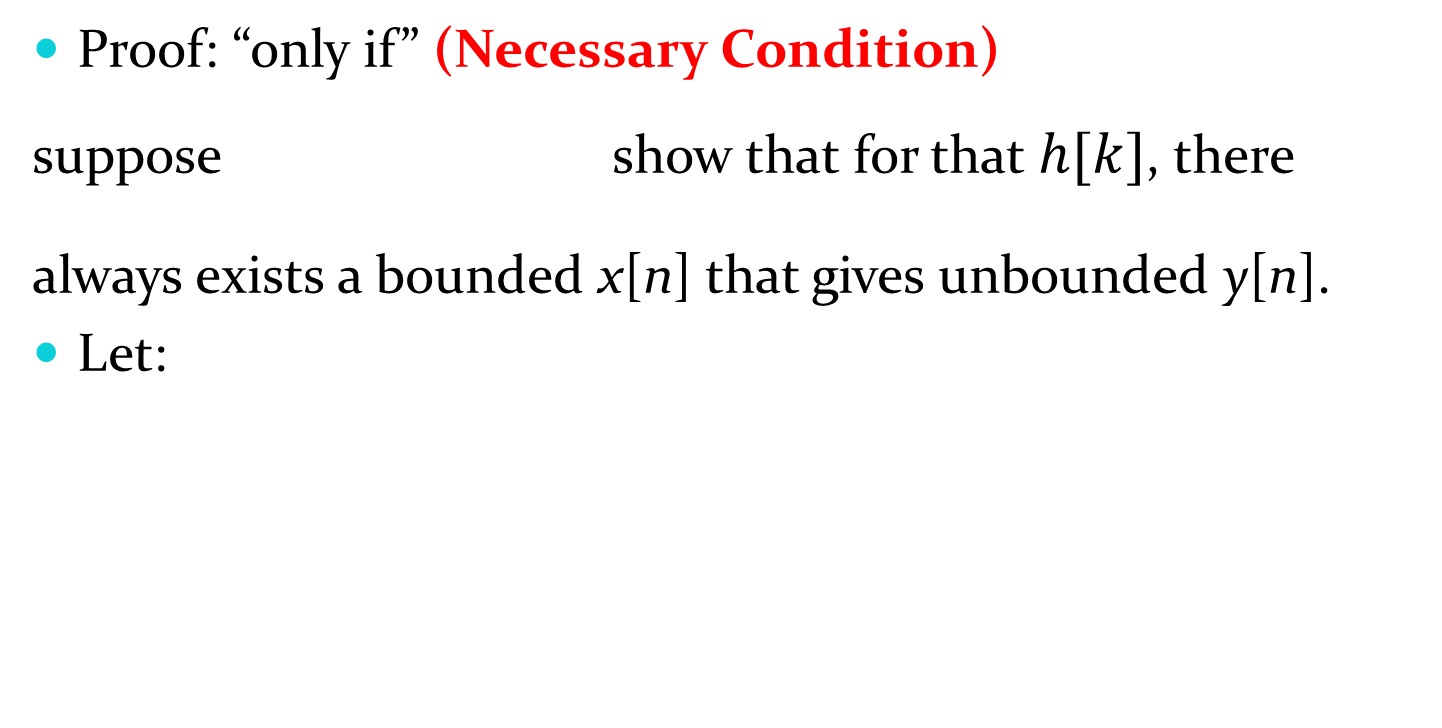 • Proof: “only if” (Necessary Condition)
suppose show that for that h[k], there
always exists a bounded x[n] that gives unbounded y[n].
• Let: